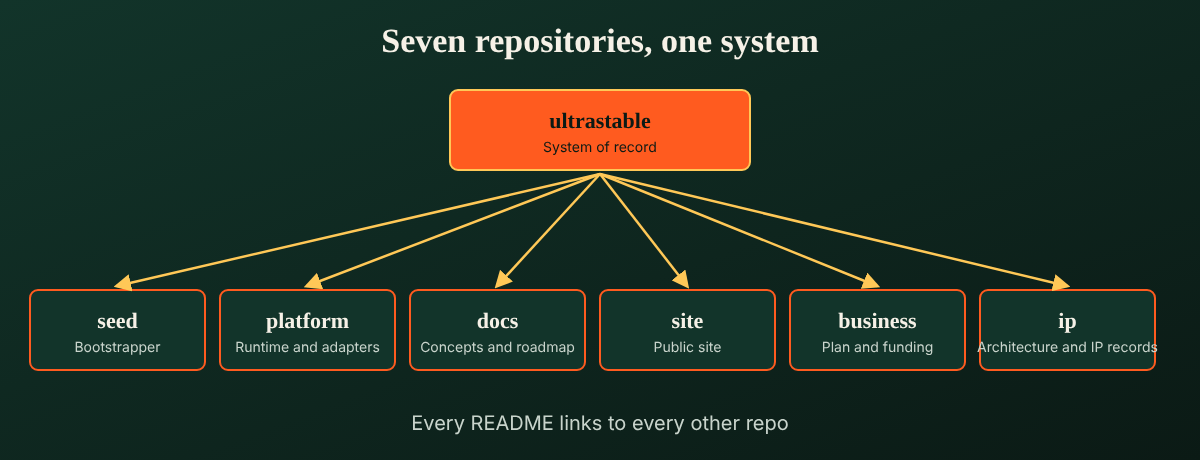 Seven repositories, one system
ultrastable
System of record
seed
Bootstrapper
platform
Runtime and adapters
docs
Concepts and roadmap
site
Public site
business
Plan and funding
ip
Architecture and IP records
Every README links to every other repo